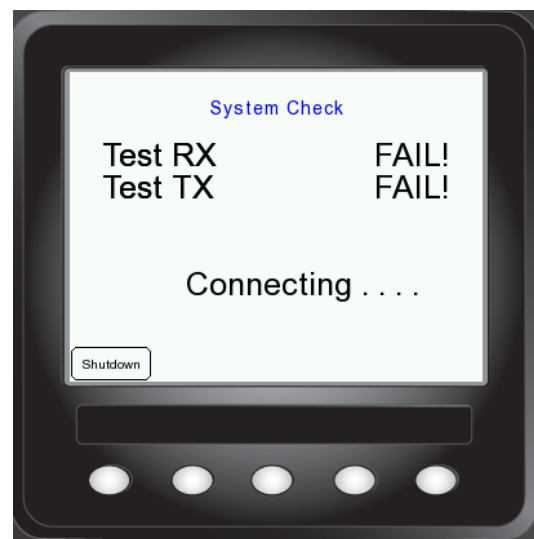 System Check
Test RX FAIL!
Test TX FAIL!
Connecting . . . .
Shutdown